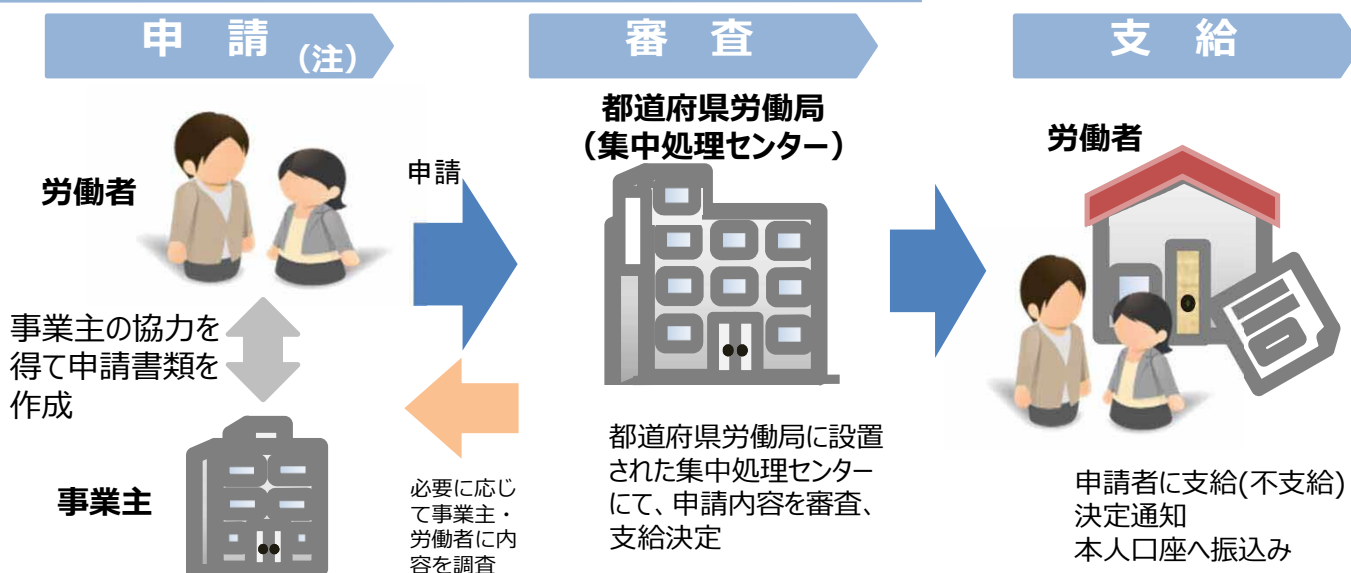 申 請 (注)
審 査
支 給
労働者
申請
事業主の協力を
得て申請書類を
作成
事業主
必要に応じ
て事業主・
労働者に内
容を調査
都道府県労働局
(集中処理センター)
都道府県労働局に設置
された集中処理センター
にて、申請内容を審査、
支給決定
労働者
申請者に支給(不支給)
決定通知
本人口座へ振込み